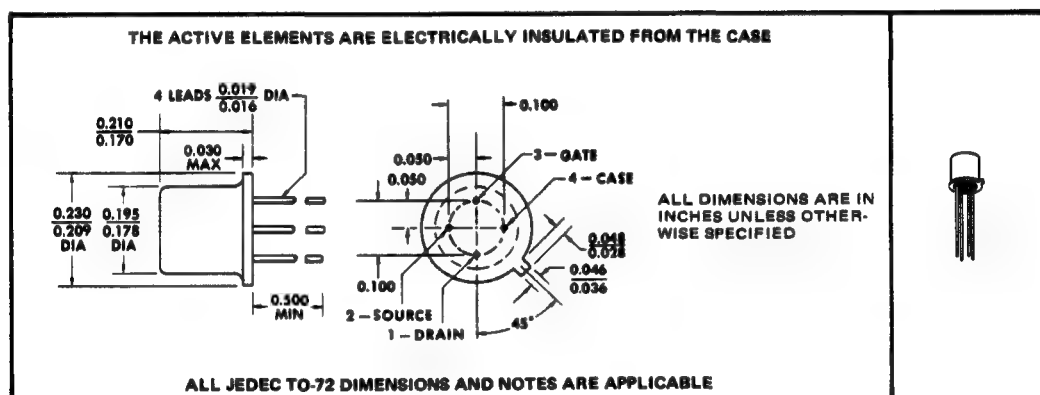 THE ACTIVE ELEMENTS ARE ELECTRICALLY INSULATED FROM THE CASE
4 LEADS 0.019 DIA
0.016
0.100
0.210
0.170
0.030
MAX
0.050
0.050
3 – GATE
4 – CASE
ALL DIMENSIONS ARE IN
INCHES UNLESS OTHER-
WISE SPECIFIED
0.230
0.209
DIA
0.195
0.178
DIA
0.048
0.028
0.046
0.036
0.100
0.500
MIN
2 – SOURCE
1 – DRAIN
45°
ALL JEDEC TO-72 DIMENSIONS AND NOTES ARE APPLICABLE